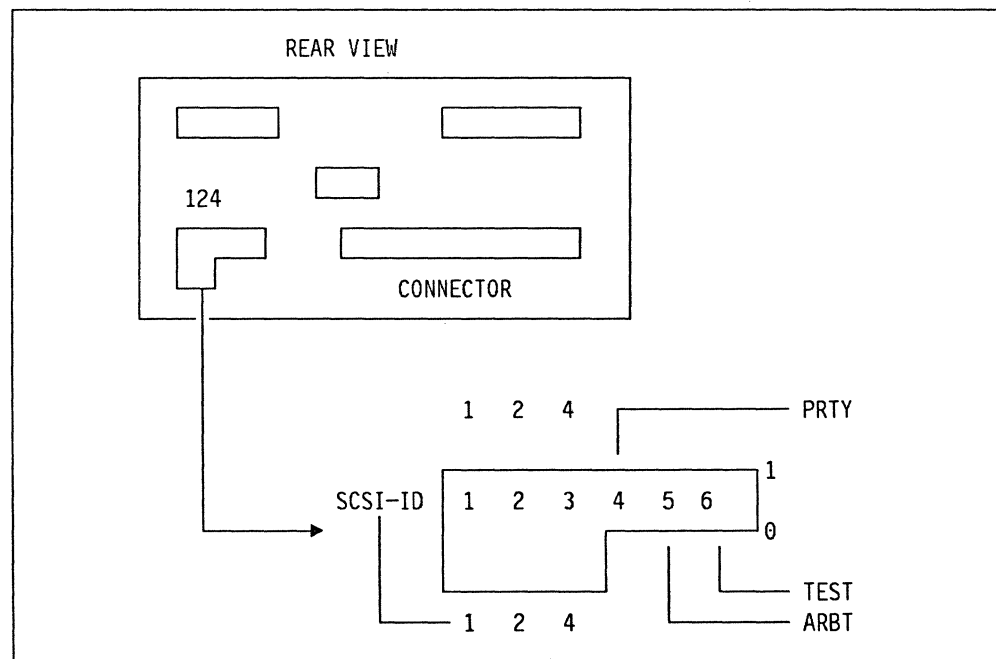 REAR VIEW
124
CONNECTOR
1 2 4 PRTY
1
SCSI-ID 1 2 3 4 5 6
0
TEST
1 2 4 ARBT